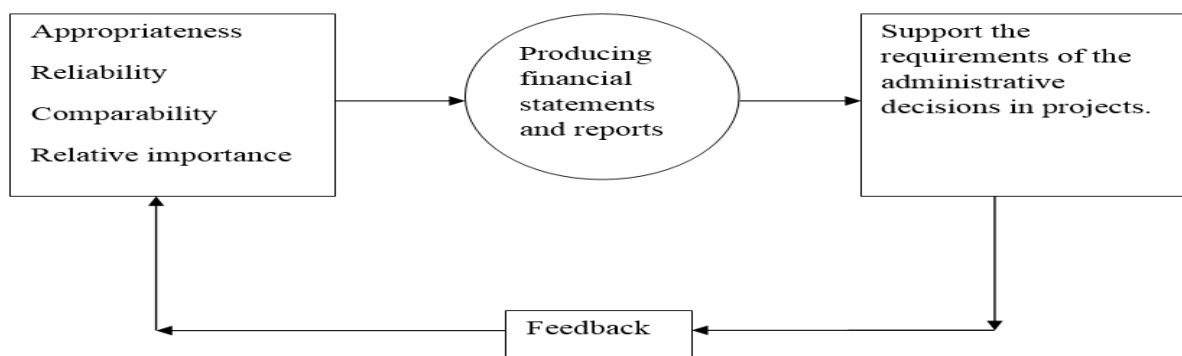 Appropriateness
Reliability
Comparability
Relative importance
Producing
financial
statements
and reports
Support the
requirements of the
administrative
decisions in projects.
Feedback